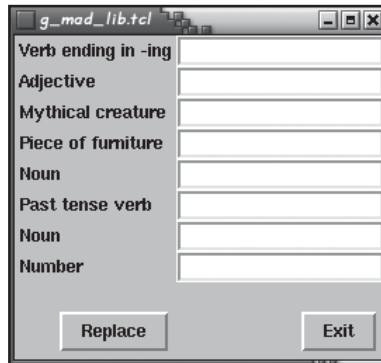 g_mad_lib.tcl
Verb ending in -ing
Adjective
Mythical creature
Piece of furniture
Noun
Past tense verb
Noun
Number
Replace Exit